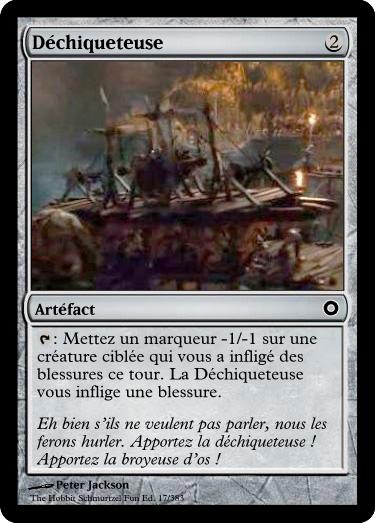 Déchiqueteuse 2
Artéfact
: Mettez un marqueur -1/-1 sur une
créature ciblée qui vous a infligé des
blessures ce tour. La Déchiqueteuse
vous inflige une blessure.
Eh bien s'ils ne veulent pas parler, nous les
ferons hurler. Apportez la déchiqueteuse !
Apportez la broyeuse d'os !
Peter Jackson
The Hobbit Schmurtzel Fun Ed. 17/383